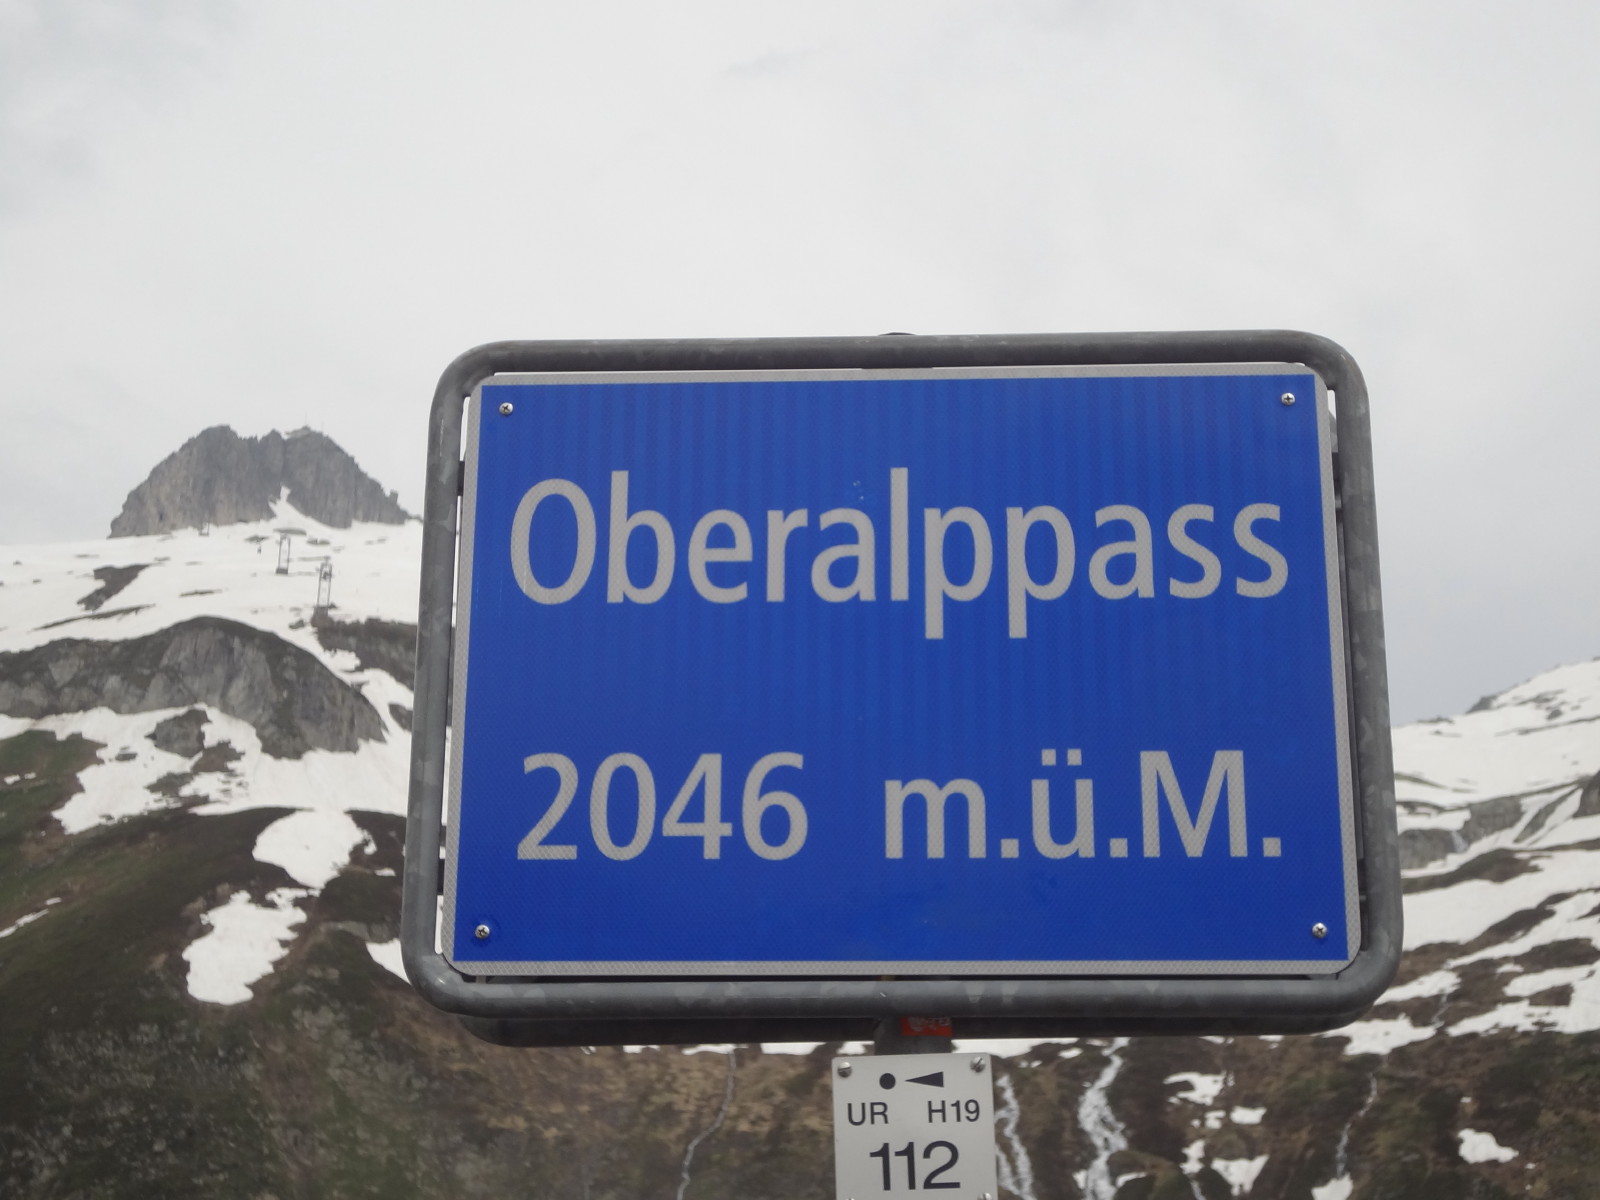 Oberalppass
2046 m.ü.M.
UR H19
112